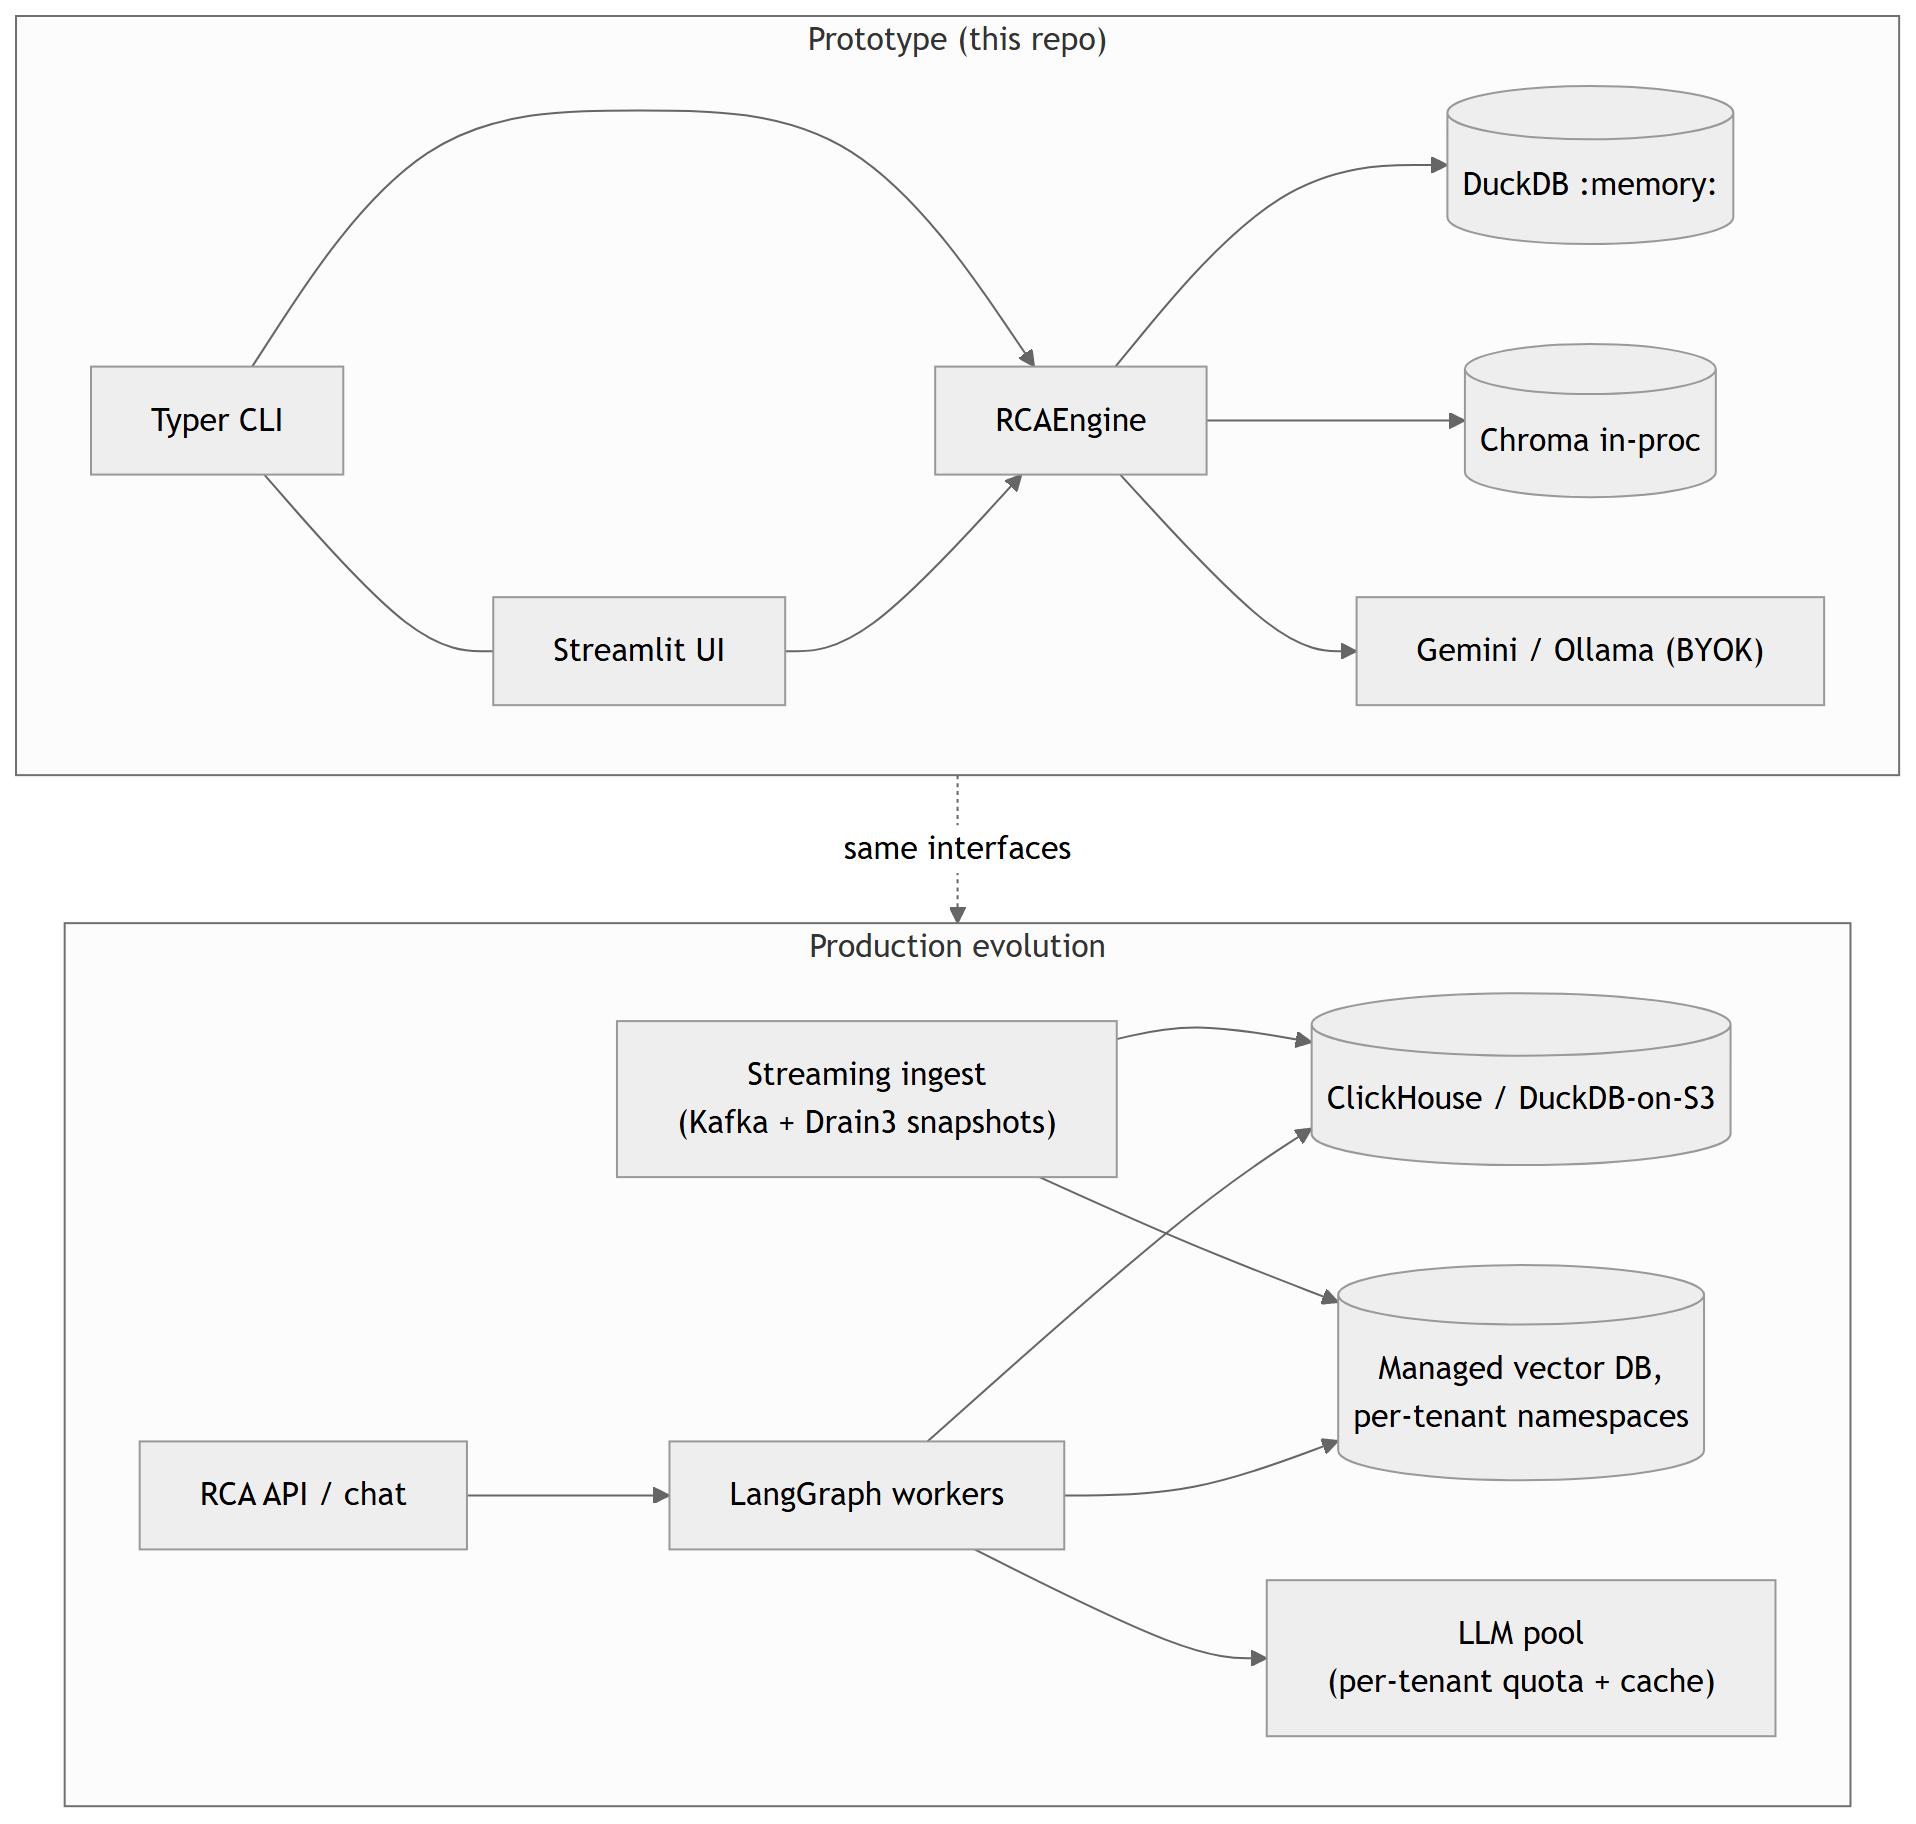 Prototype (this repo)
DuckDB :memory:
Typer CLI
RCAEngine
Chroma in-proc
Streamlit UI
Gemini / Ollama (BYOK)
same interfaces
Production evolution
Streaming ingest
(Kafka + Drain3 snapshots)
ClickHouse / DuckDB-on-S3
Managed vector DB,
per-tenant namespaces
RCA API / chat
LangGraph workers
LLM pool
(per-tenant quota + cache)